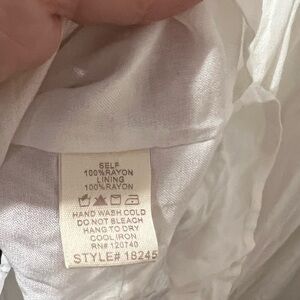 SELF
100%RAYON
LINING
100%RAYON
HAND WASH COLD
DO NOT BLEACH
HANG TO DRY
COOL IRON
RN# 120740
STYLE# 18245